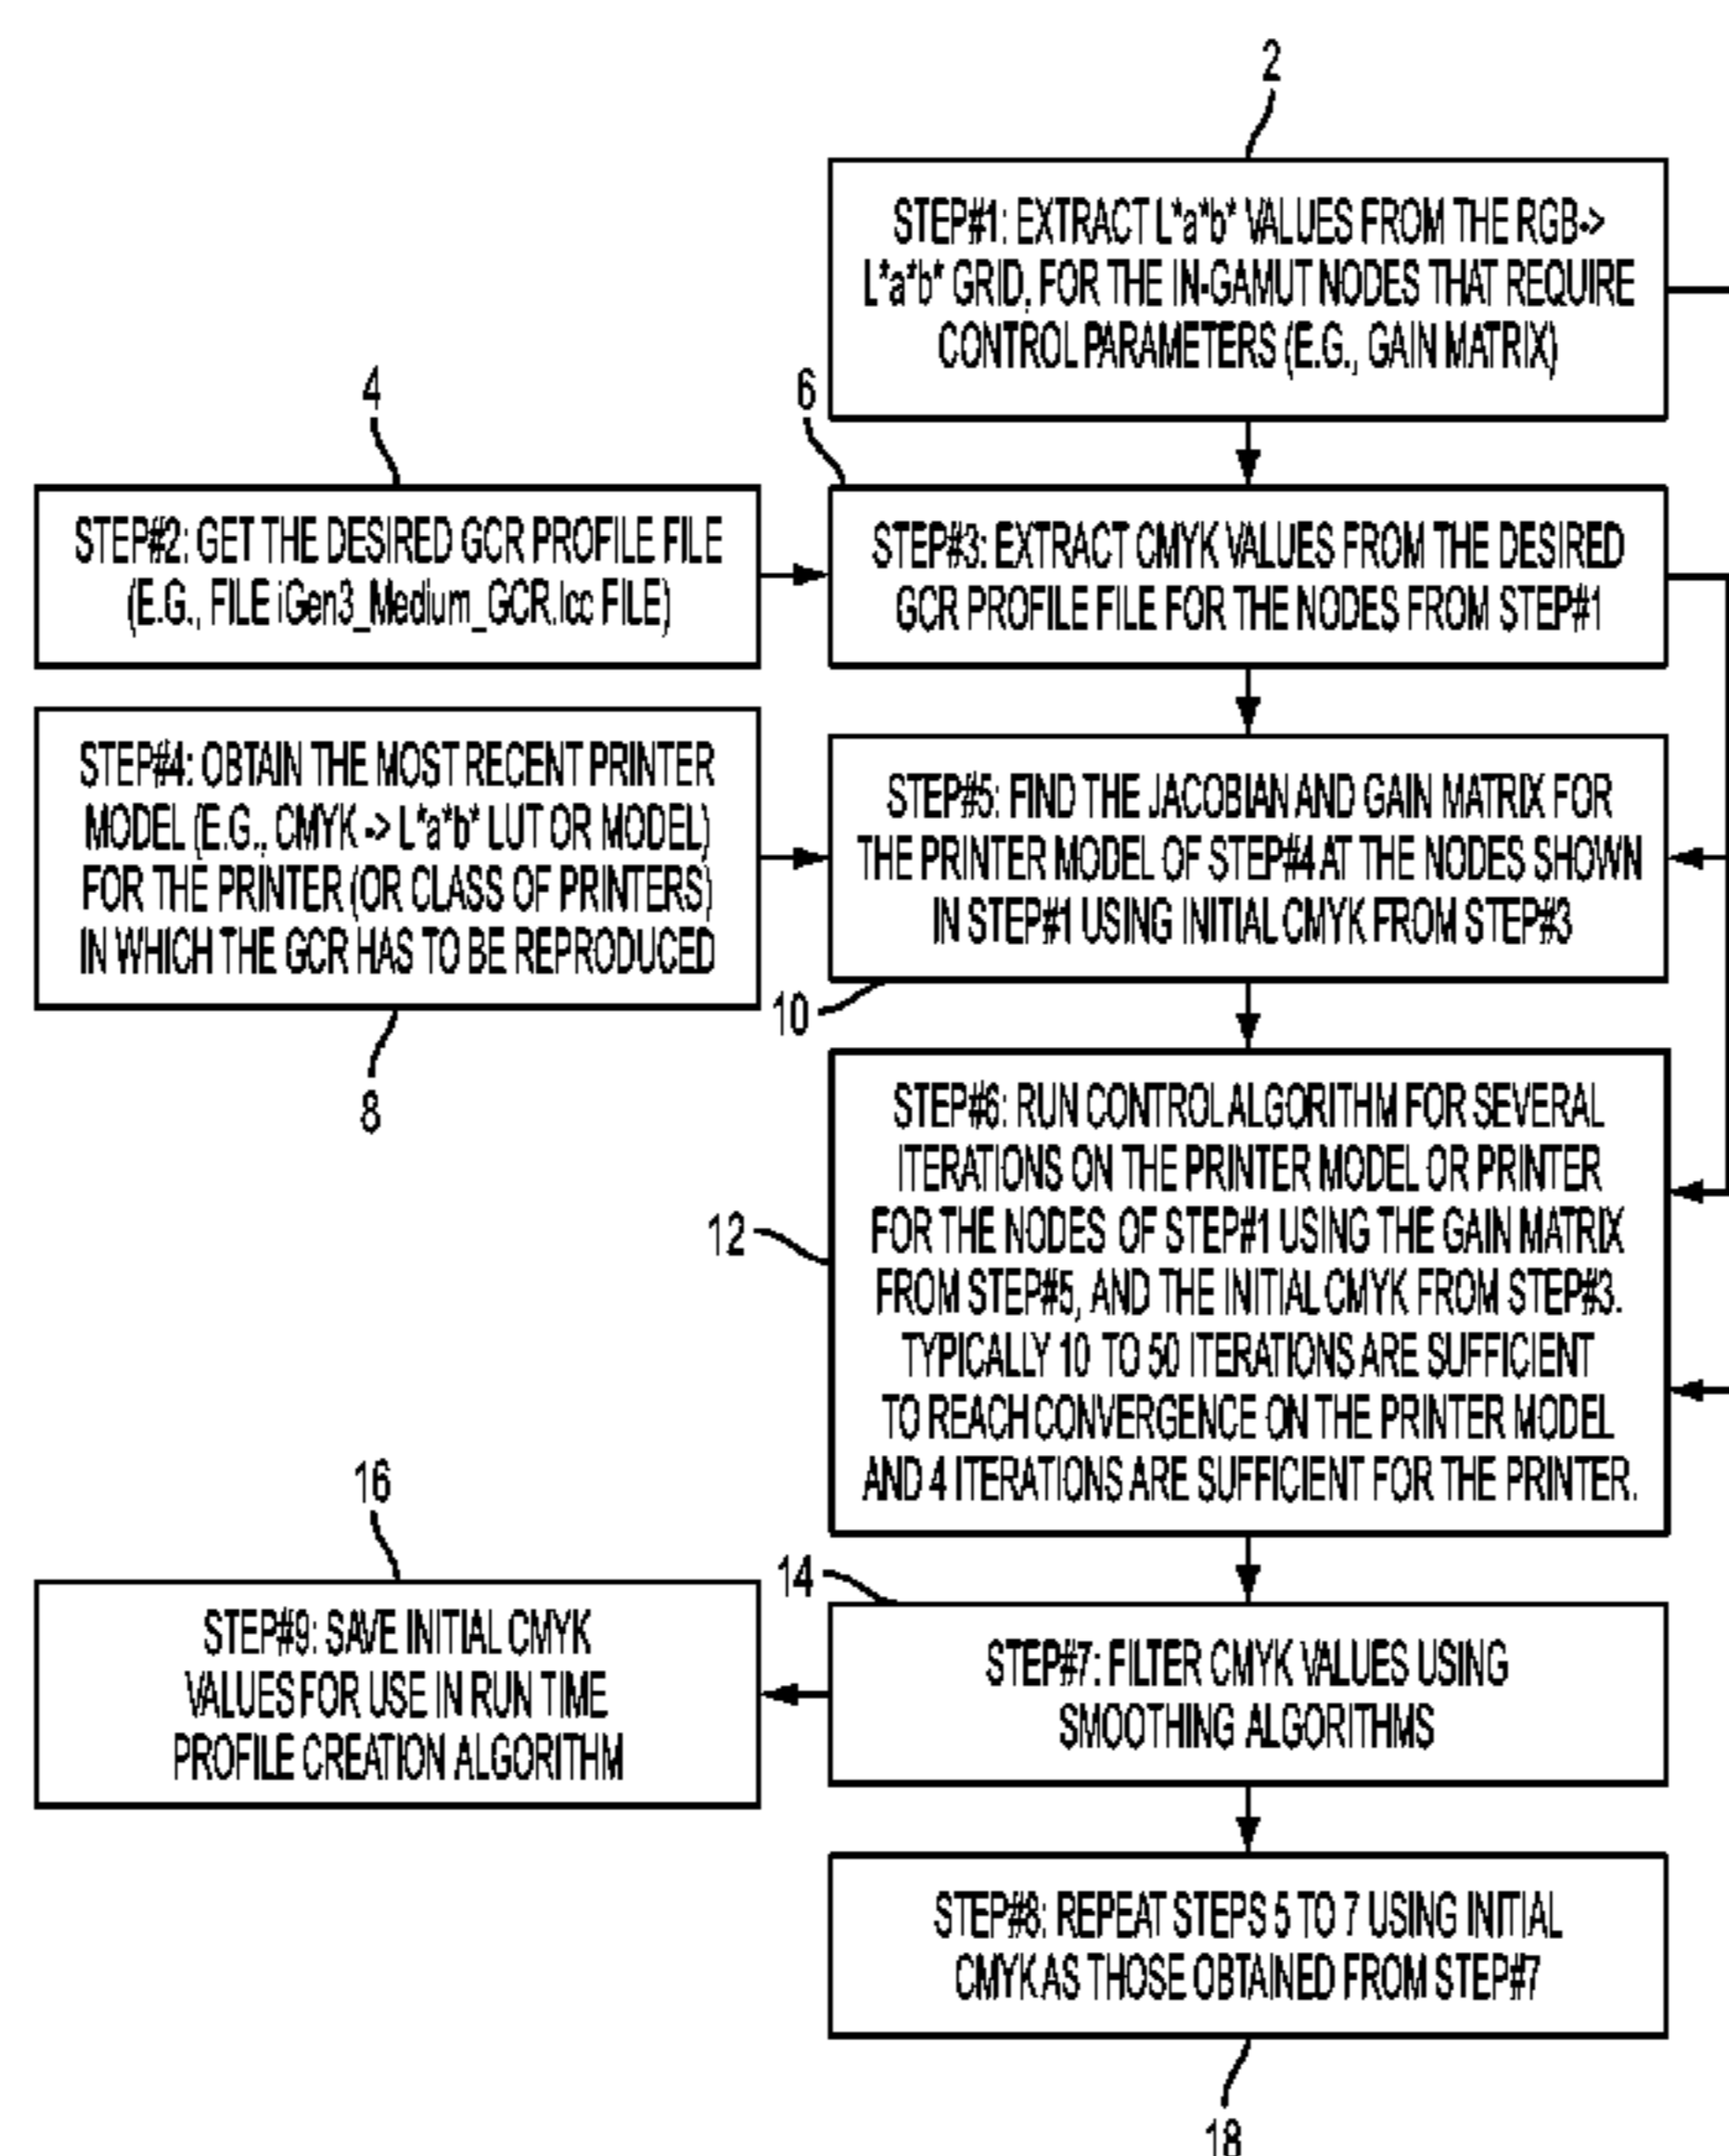 2
STEP#1: EXTRACT L*a*b* VALUES FROM THE RGB->
L*a*b* GRID, FOR THE IN-GAMUT NODES THAT REQUIRE
CONTROL PARAMETERS (E.G., GAIN MATRIX)
4
STEP#2: GET THE DESIRED GCR PROFILE FILE
(E.G., FILE iGen3_Medium_GCR.icc FILE)
6
STEP#3: EXTRACT CMYK VALUES FROM THE DESIRED
GCR PROFILE FILE FOR THE NODES FROM STEP#1
STEP#4: OBTAIN THE MOST RECENT PRINTER
MODEL (E.G., CMYK -> L*a*b* LUT OR MODEL)
FOR THE PRINTER (OR CLASS OF PRINTERS)
IN WHICH THE GCR HAS TO BE REPRODUCED
8
STEP#5: FIND THE JACOBIAN AND GAIN MATRIX FOR
THE PRINTER MODEL OF STEP#4 AT THE NODES SHOWN
IN STEP#1 USING INITIAL CMYK FROM STEP#3
10
STEP#6: RUN CONTROL ALGORITHM FOR SEVERAL
ITERATIONS ON THE PRINTER MODEL OR PRINTER
FOR THE NODES OF STEP#1 USING THE GAIN MATRIX
FROM STEP#5, AND THE INITIAL CMYK FROM STEP#3.
TYPICALLY 10 TO 50 ITERATIONS ARE SUFFICIENT
TO REACH CONVERGENCE ON THE PRINTER MODEL
AND 4 ITERATIONS ARE SUFFICIENT FOR THE PRINTER.
12
14
STEP#7: FILTER CMYK VALUES USING
SMOOTHING ALGORITHMS
16
STEP#9: SAVE INITIAL CMYK
VALUES FOR USE IN RUN TIME
PROFILE CREATION ALGORITHM
STEP#8: REPEAT STEPS 5 TO 7 USING INITIAL
CMYK AS THOSE OBTAINED FROM STEP#7
18